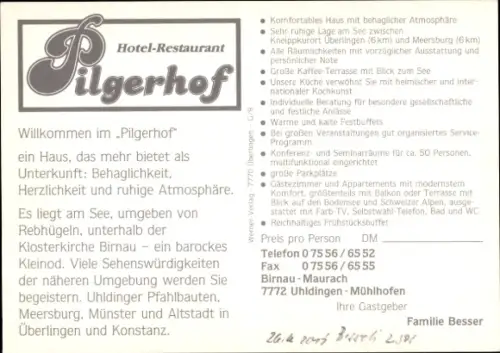 Hotel-Restaurant
Pilgerhof
Willkommen im „Pilgerhof"
ein Haus, das mehr bietet als
Unterkunft: Behaglichkeit,
Herzlichkeit und ruhige Atmosphäre.
Es liegt am See, umgeben von
Rebhügeln, unterhalb der
Klosterkirche Birnau – ein barockes
Kleinod. Viele Sehenswürdigkeiten
der näheren Umgebung werden Sie
begeistern. Uhldinger Pfahlbauten,
Meersburg, Münster und Altstadt in
Überlingen und Konstanz.
Werner Verlag 7770 Überlingen
• Komfortables Haus mit behaglicher Atmosphäre
• Sehr ruhige Lage am See zwischen
Kneippkurort Überlingen (6 km) und Meersburg (6 km)
• Alle Räumlichkeiten mit vorzüglicher Ausstattung und
persönlicher Note
• Große Kaffee-Terrasse mit Blick zum See
• Unsere Küche verwöhnt Sie mit heimischer und inter-
nationaler Kochkunst
• Individuelle Beratung für besondere gesellschaftliche
und festliche Anlässe
• Warme und kalte Festbuffets
• Bei großen Veranstaltungen gut organisiertes Service-
Programm
• Konferenz- und Seminarräume für ca. 50 Personen,
multifunktional eingerichtet
• große Parkplätze
• Gästezimmer und Appartements mit modernstem
Komfort, größtenteils mit Balkon oder Terrasse mit
Blick auf den Bodensee und Schweizer Alpen, ausge-
stattet mit Farb TV, Selbstwahl-Telefon, Bad und WC
• Reichhaltiges Frühstücksbuffet
Preis pro Person DM
Telefon 0 75 56 / 65 52
Fax 0 75 56 / 65 55
Birnau - Maurach
7772 Uhldingen - Mühlhofen
Ihre Gastgeber
Familie Besser